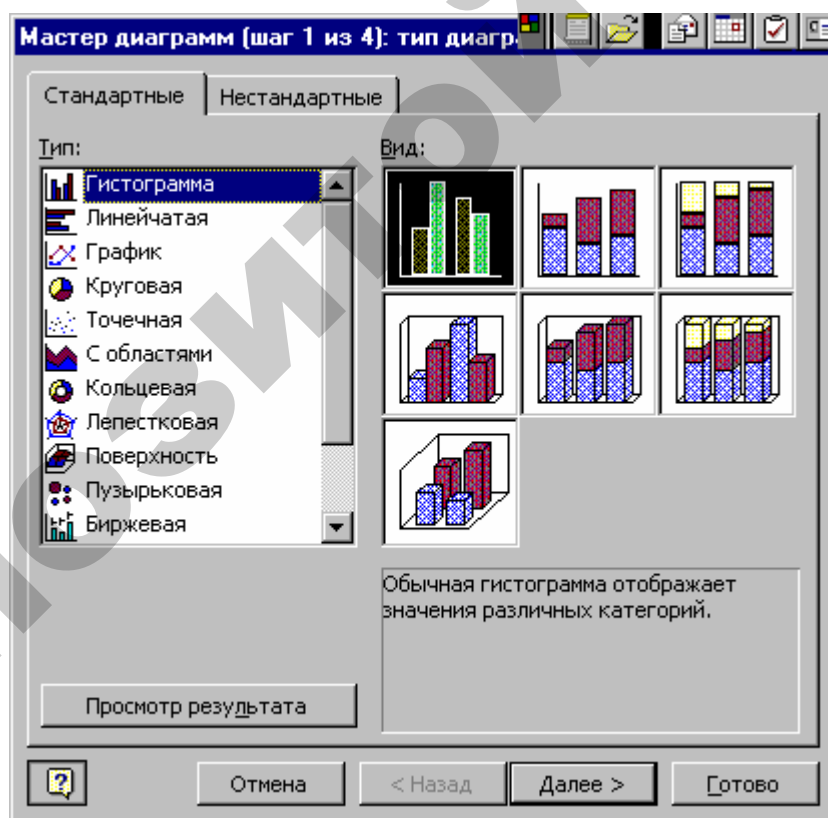 Мастер диаграмм (шаг 1 из 4): тип диагр
Стандартные
Нестандартные
Тип:
Вид:
Гистограмма
Линейчатая
График
Круговая
Точечная
С областями
Кольцевая
Лепестковая
Поверхность
Пузырьковая
Биржевая
Обычная гистограмма отображает
значения различных категорий.
Просмотр результата
Отмена
< Назад
Далее >
Готово